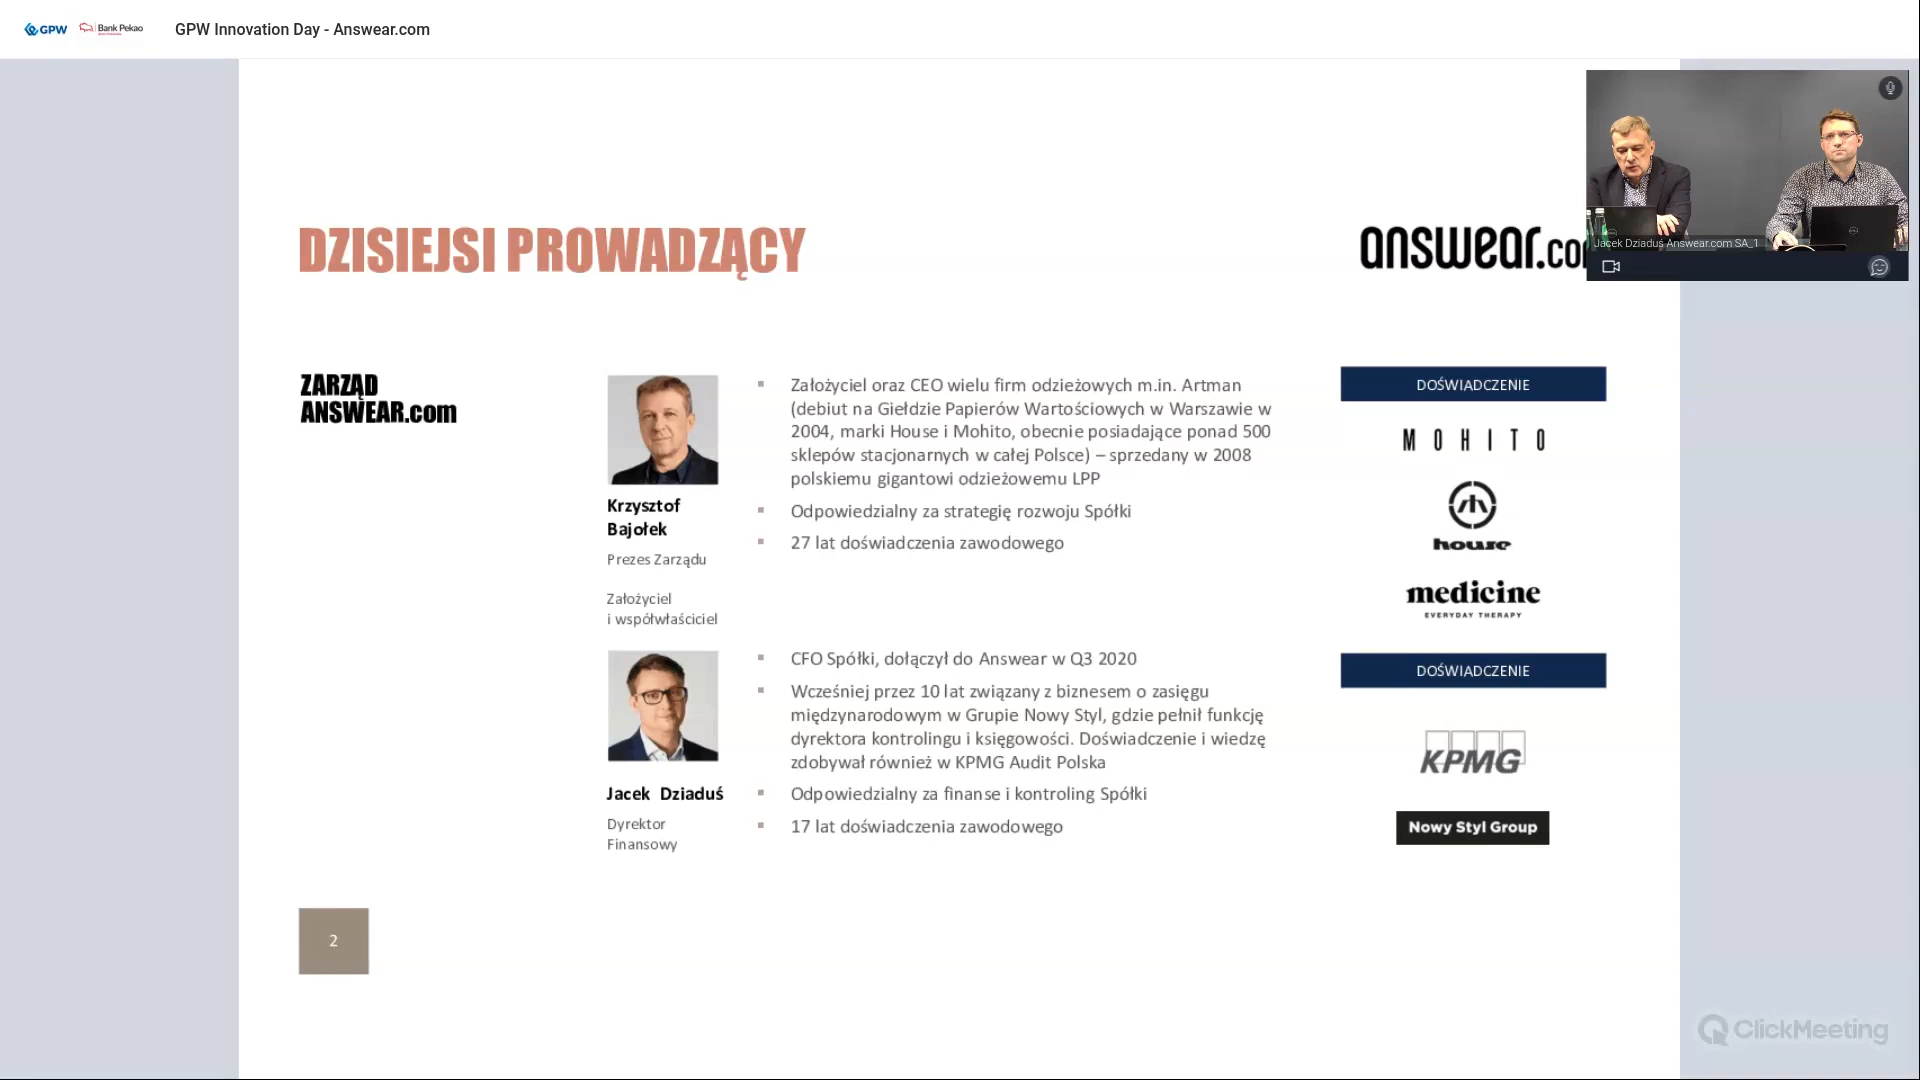 GPW
Bank Pekao
GPW Innovation Day - Answear.com
DZISIEJSI PROWADZĄCY
answear.co
Jacek Dziaduś Answear.com SA_1
ZARZĄD
ANSWEAR.com
Krzysztof
Bajołek
Prezes Zarządu
Założyciel
i współwłaściciel
Założyciel oraz CEO wielu firm odzieżowych m.in. Artman
(debiut na Giełdzie Papierów Wartościowych w Warszawie w
2004, marki House i Mohito, obecnie posiadające ponad 500
sklepów stacjonarnych w całej Polsce) – sprzedany w 2008
polskiemu gigantowi odzieżowemu LPP
Odpowiedzialny za strategię rozwoju Spółki
27 lat doświadczenia zawodowego
DOŚWIADCZENIE
MOHITO
house
medicine
EVERYDAY THERAPY
Jacek Dziaduś
Dyrektor
Finansowy
CFO Spółki, dołączył do Answear w Q3 2020
Wcześniej przez 10 lat związany z biznesem o zasięgu
międzynarodowym w Grupie Nowy Styl, gdzie pełnił funkcję
dyrektora kontrolingu i księgowości. Doświadczenie i wiedzę
zdobywał również w KPMG Audit Polska
Odpowiedzialny za finanse i kontroling Spółki
17 lat doświadczenia zawodowego
DOŚWIADCZENIE
KPMG
Nowy Styl Group
2
ClickMeeting